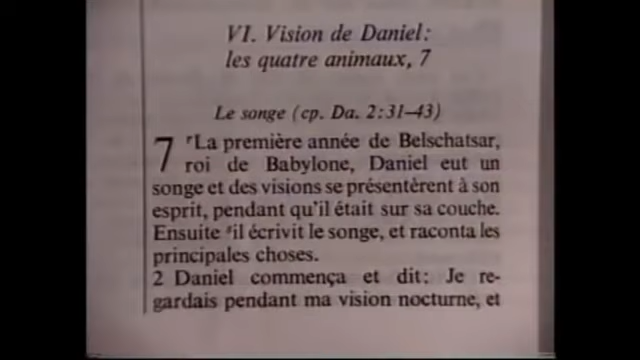 VI. Vision de Daniel:
les quatre animaux, 7
Le songe (cp. Da. 2:31–43)
7 rLa première année de Belschatsar,
roi de Babylone, Daniel eut un
songe et des visions se présentèrent à son
esprit, pendant qu'il était sur sa couche.
Ensuite sil écrivit le songe, et raconta les
principales choses.
2 Daniel commença et dit: Je re-
gardais pendant ma vision nocturne, et